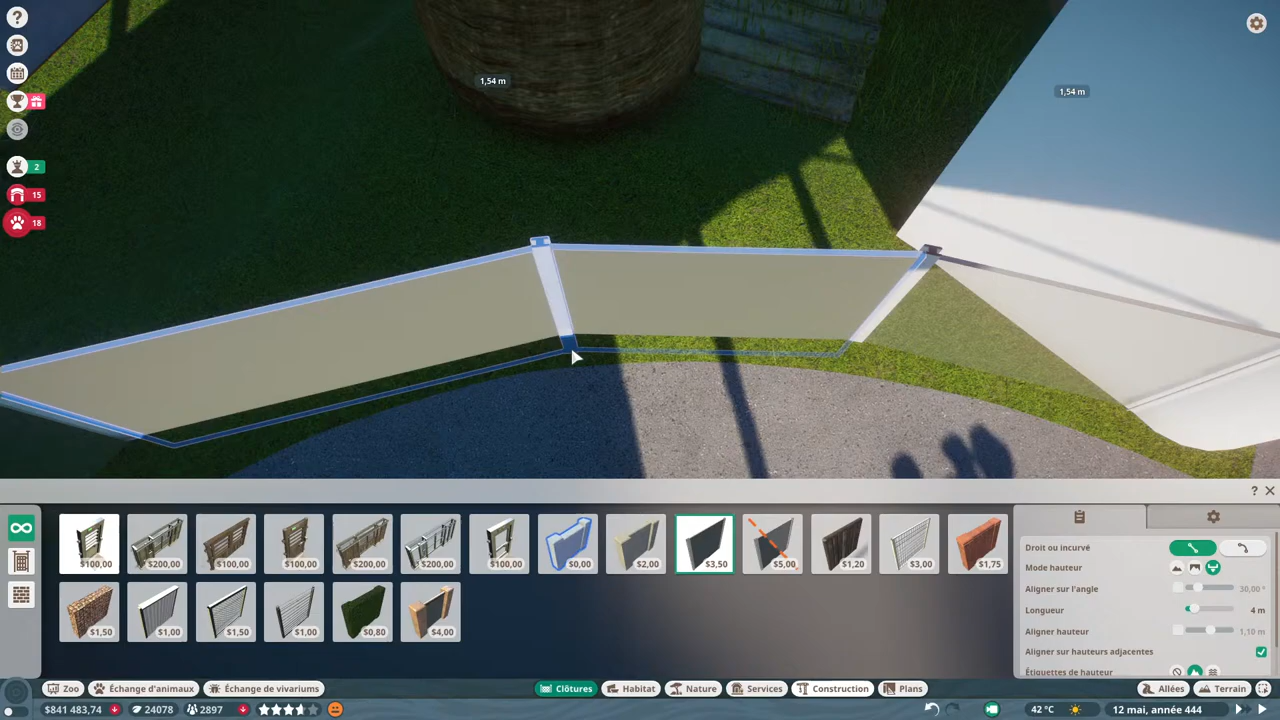 1,54 m
1,54 m
2
15
18
?
$100,00 $200,00 $100,00 $100,00 $200,00 $200,00 $100,00 $0,00 $2,00 $3,50 $5,00 $1,20 $3,00 $1,75
$1,50 $1,00 $1,50 $1,00 $0,80 $4,00
Droit ou incurvé
Mode hauteur
Aligner sur l'angle 30,00 °
Longueur 4 m
Aligner hauteur 1,10 m
Aligner sur hauteurs adjacentes
Étiquettes de hauteur
Zoo Échange d'animaux Échange de vivariums Clôtures Habitat Nature Services Construction Plans Allées Terrain
$841 483,74 24078 2897 42 °C 12 mai, année 444